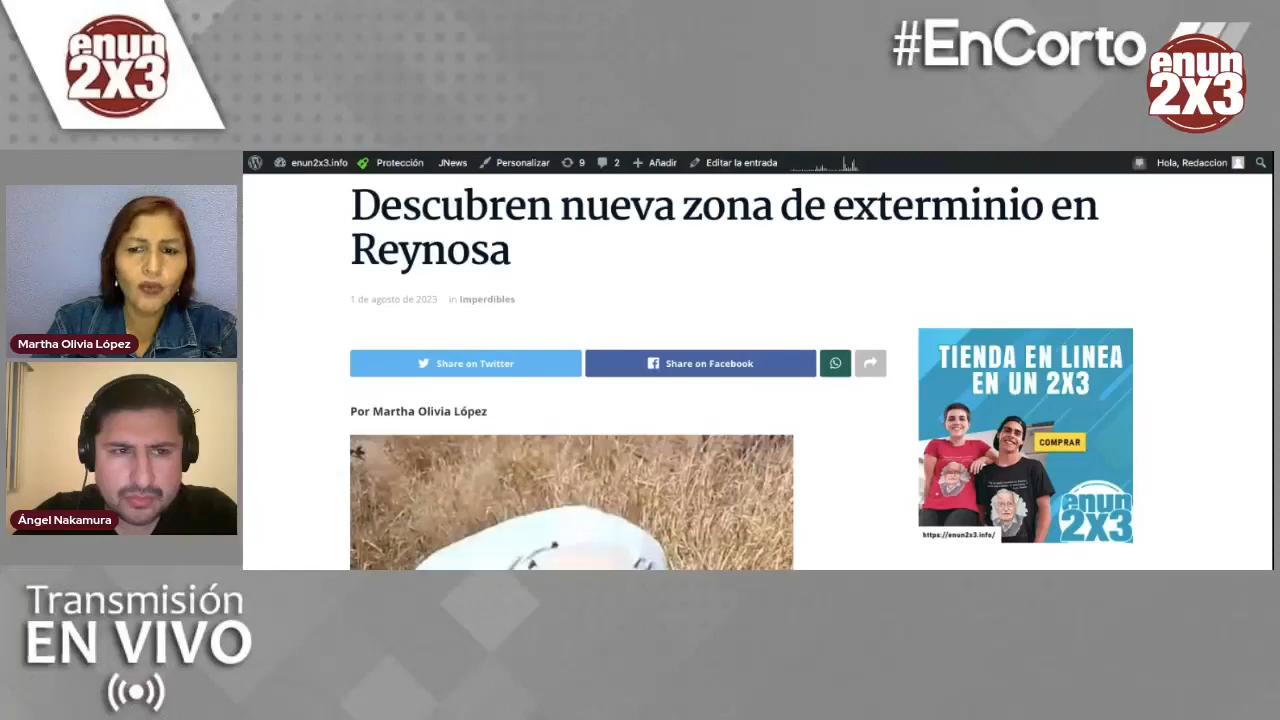 enun
2x3
#EnCorto
enun
2x3
enun2x3.info Protección JNews Personalizar 9 2 Añadir Editar la entrada Hola, Redaccion
Descubren nueva zona de exterminio en
Reynosa
1 de agosto de 2023 in Imperdibles
Share on Twitter Share on Facebook
Por Martha Olivia López
TIENDA EN LINEA
EN UN 2X3
COMPRAR
enun
2x3
https://enun2x3.info/
Martha Olivia López
Ángel Nakamura
Transmisión
EN VIVO